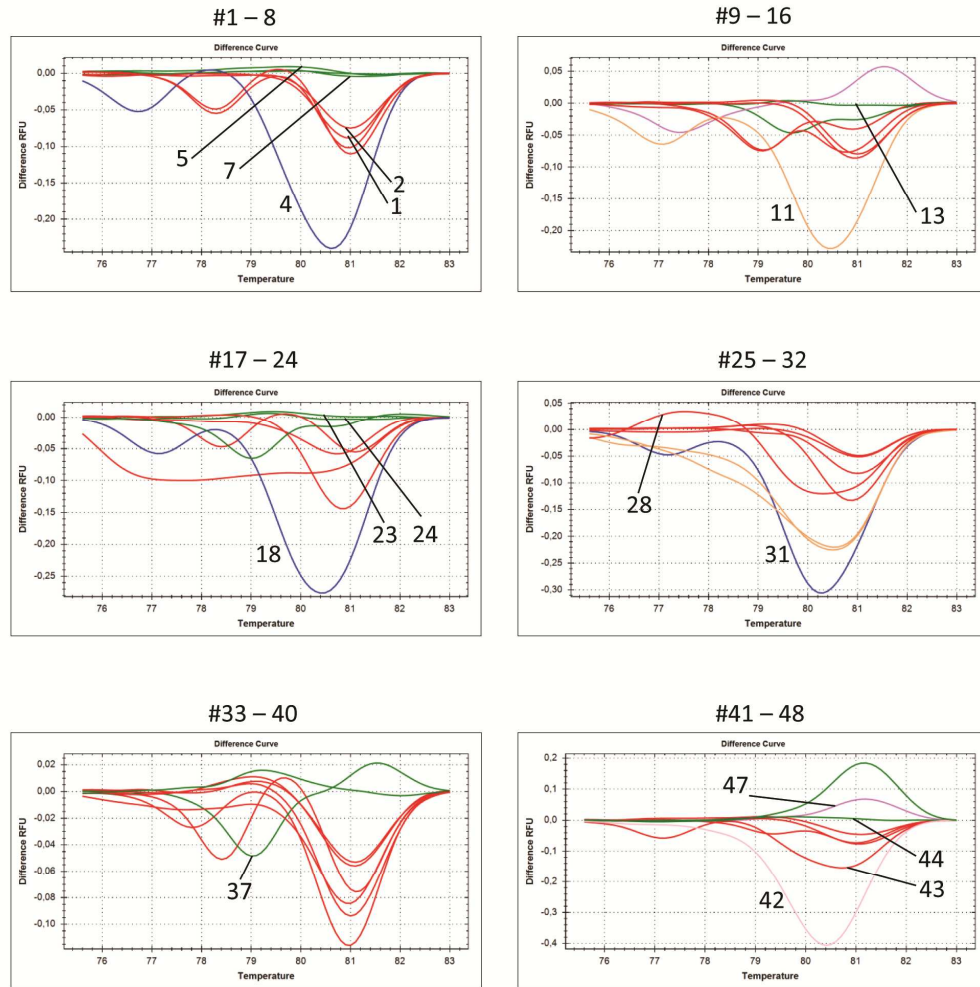 #1 – 8
Difference Curve
Difference RFU
0,00
-0,05
-0,10
-0,15
-0,20
5
7
4
2
1
76 77 78 79 80 81 82 83
Temperature
#9 – 16
Difference Curve
Difference RFU
0,05
0,00
-0,05
-0,10
-0,15
-0,20
11
13
76 77 78 79 80 81 82 83
Temperature
#17 – 24
Difference Curve
Difference RFU
0,00
-0,05
-0,10
-0,15
-0,20
-0,25
18
23
24
76 77 78 79 80 81 82 83
Temperature
#25 – 32
Difference Curve
Difference RFU
0,05
0,00
-0,05
-0,10
-0,15
-0,20
-0,25
-0,30
28
31
76 77 78 79 80 81 82 83
Temperature
#33 – 40
Difference Curve
Difference RFU
0,02
0,00
-0,02
-0,04
-0,06
-0,08
-0,10
37
76 77 78 79 80 81 82 83
Temperature
#41 – 48
Difference Curve
Difference RFU
0,2
0,1
0,0
-0,1
-0,2
-0,3
-0,4
47
44
43
42
76 77 78 79 80 81 82 83
Temperature